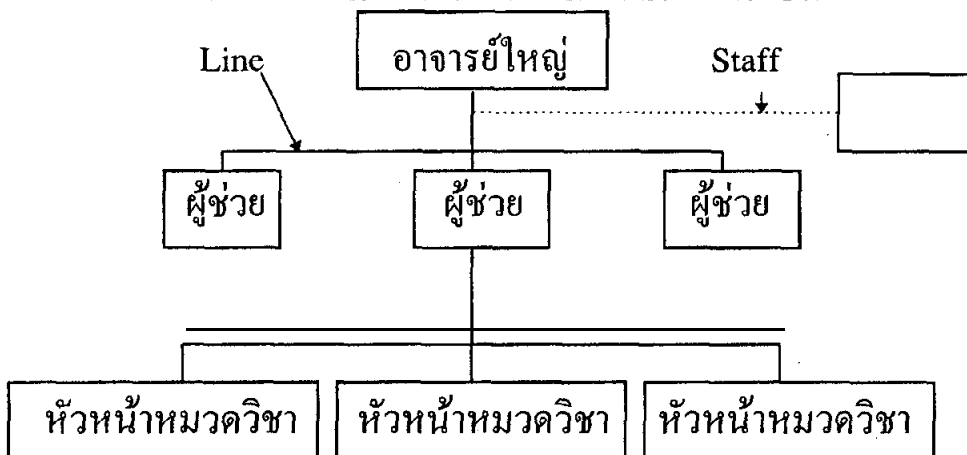 อาจารย์ใหญ่
Line
Staff
ผู้ช่วย ผู้ช่วย ผู้ช่วย
หัวหน้าหมวดวิชา หัวหน้าหมวดวิชา หัวหน้าหมวดวิชา